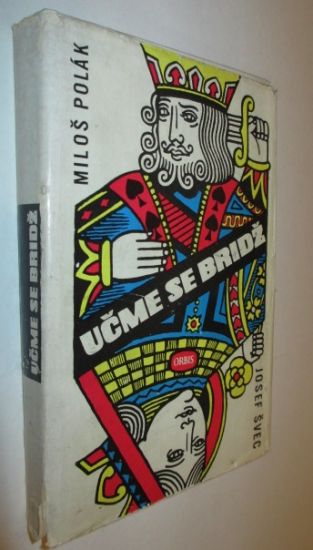 MILOŠ POLÁK
UČME SE BRIDŽ
ORBIS
JOSEF ŠVEC
UČME SE BRIDŽ